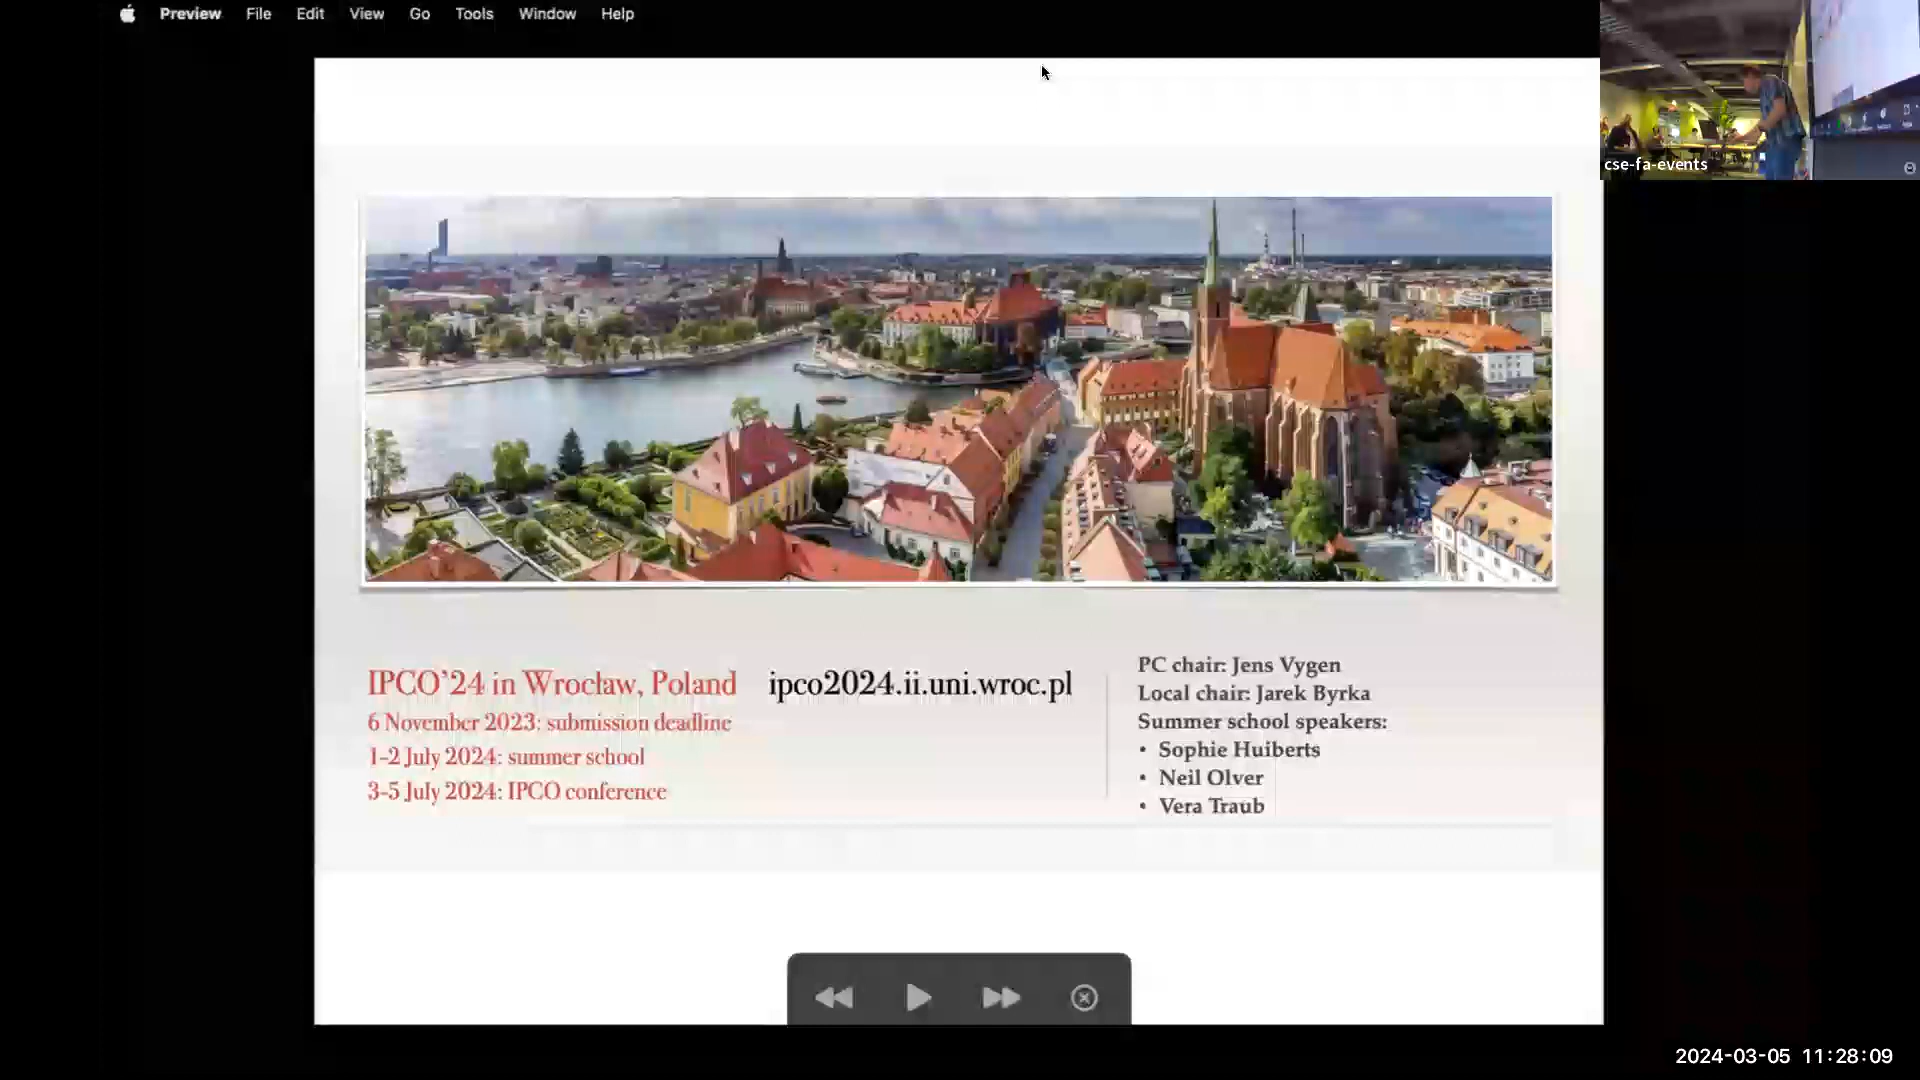 Preview File Edit View Go Tools Window Help
cse-fa-events
IPCO’24 in Wrocław, Poland
6 November 2023: submission deadline
1-2 July 2024: summer school
3-5 July 2024: IPCO conference
ipco2024.ii.uni.wroc.pl
PC chair: Jens Vygen
Local chair: Jarek Byrka
Summer school speakers:
• Sophie Huiberts
• Neil Olver
• Vera Traub
2024-03-05 11:28:09